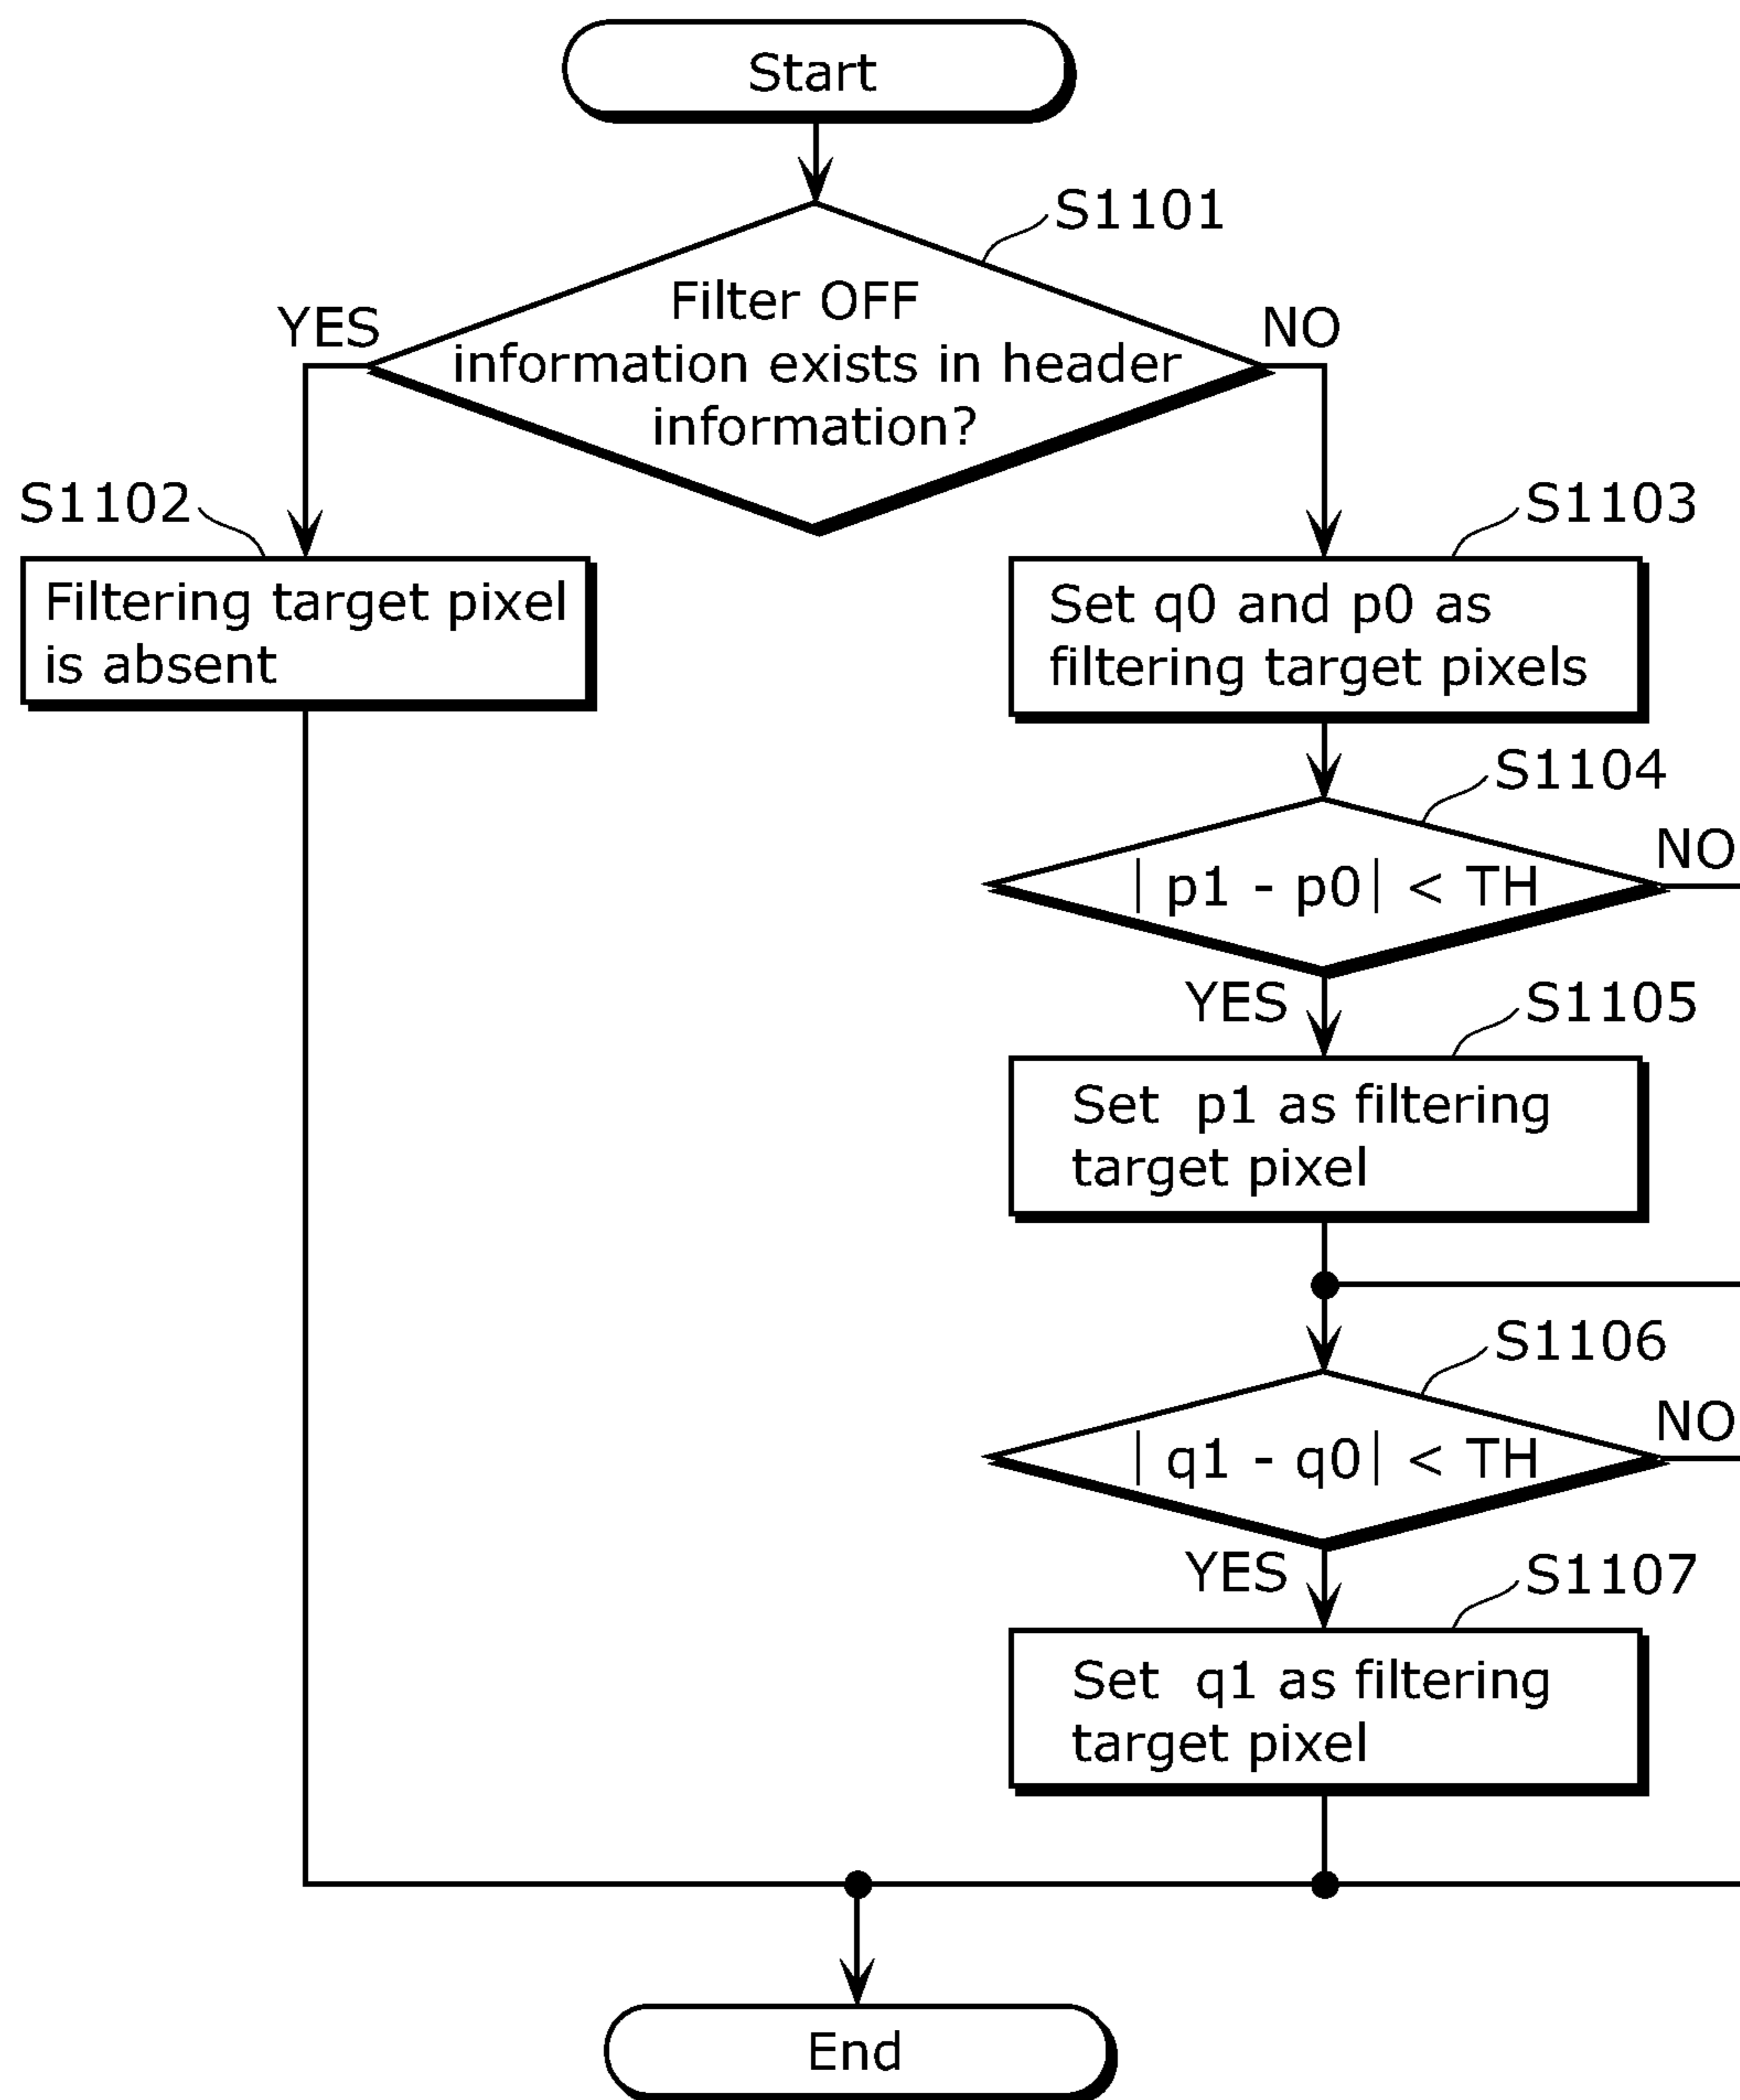 Start
S1101
Filter OFF
information exists in header
information?
YES
NO
S1102
Filtering target pixel
is absent
S1103
Set q0 and p0 as
filtering target pixels
S1104
| p1 - p0| < TH
NO
YES
S1105
Set p1 as filtering
target pixel
S1106
| q1 - q0| < TH
NO
YES
S1107
Set q1 as filtering
target pixel
End